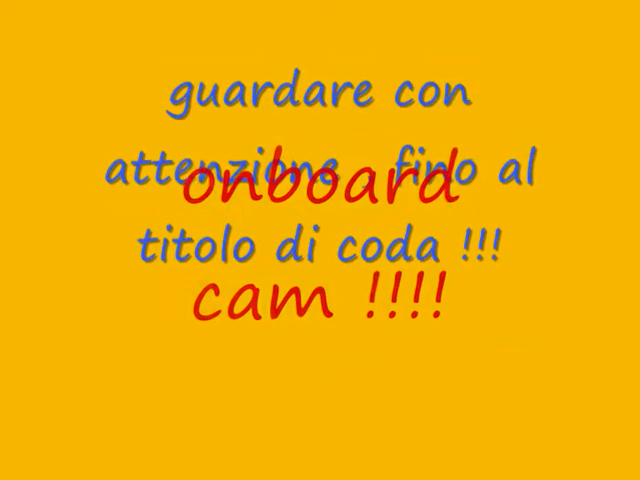 guardare con
attenzione , fino al
onboard
titolo di coda !!!
cam !!!!